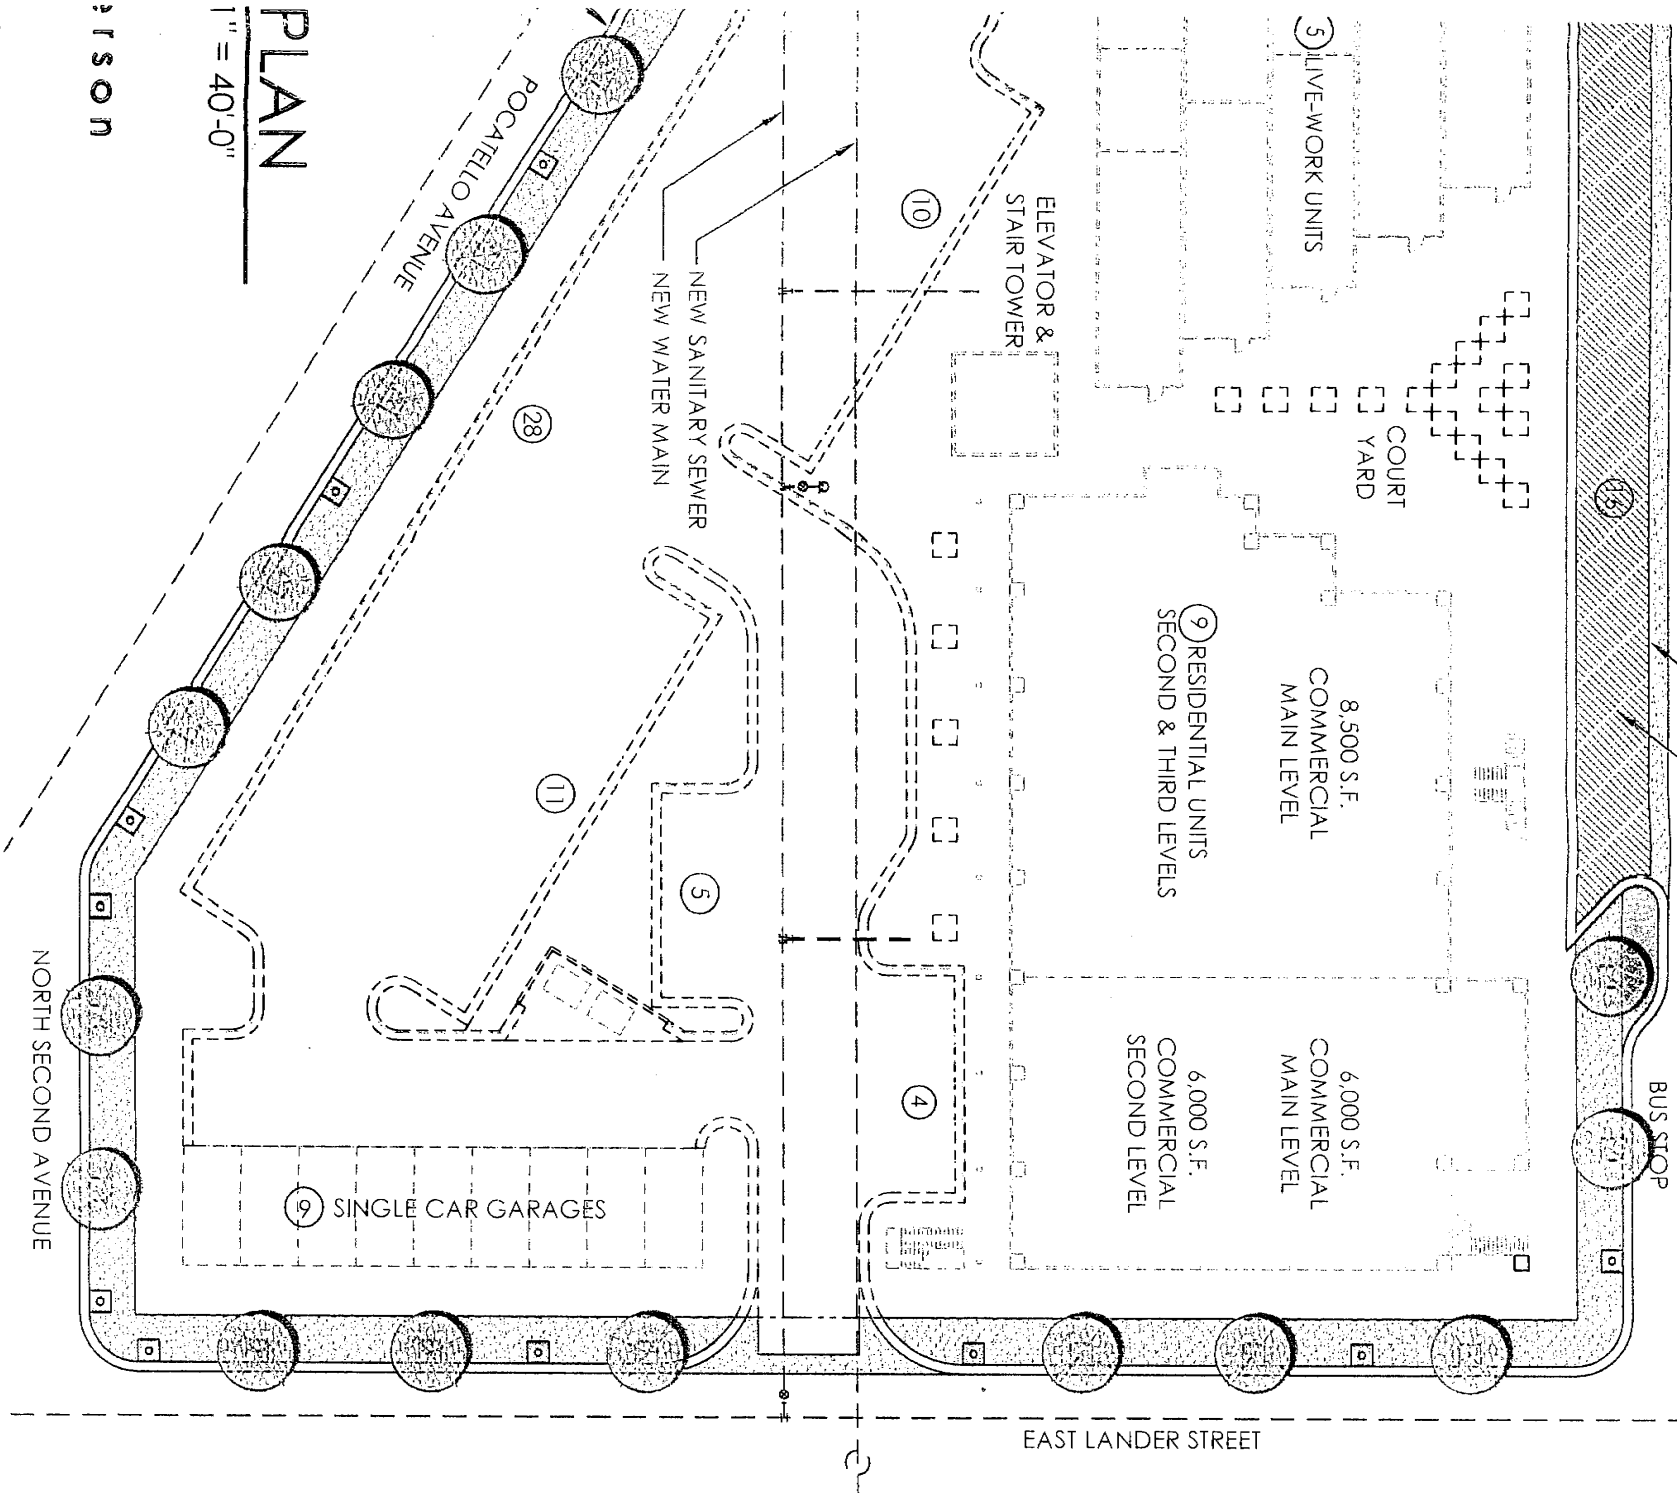 PLAN
1" = 40'-0"
erson
POCATELLO AVENUE
5 LIVE-WORK UNITS
10
ELEVATOR &
STAIR TOWER
NEW SANITARY SEWER
NEW WATER MAIN
28
COURT
YARD
16
9 RESIDENTIAL UNITS
SECOND & THIRD LEVELS
8,500 S.F.
COMMERCIAL
MAIN LEVEL
11
5
4
6,000 S.F.
COMMERCIAL
MAIN LEVEL
6,000 S.F.
COMMERCIAL
SECOND LEVEL
BUS STOP
NORTH SECOND AVENUE
9 SINGLE CAR GARAGES
EAST LANDER STREET